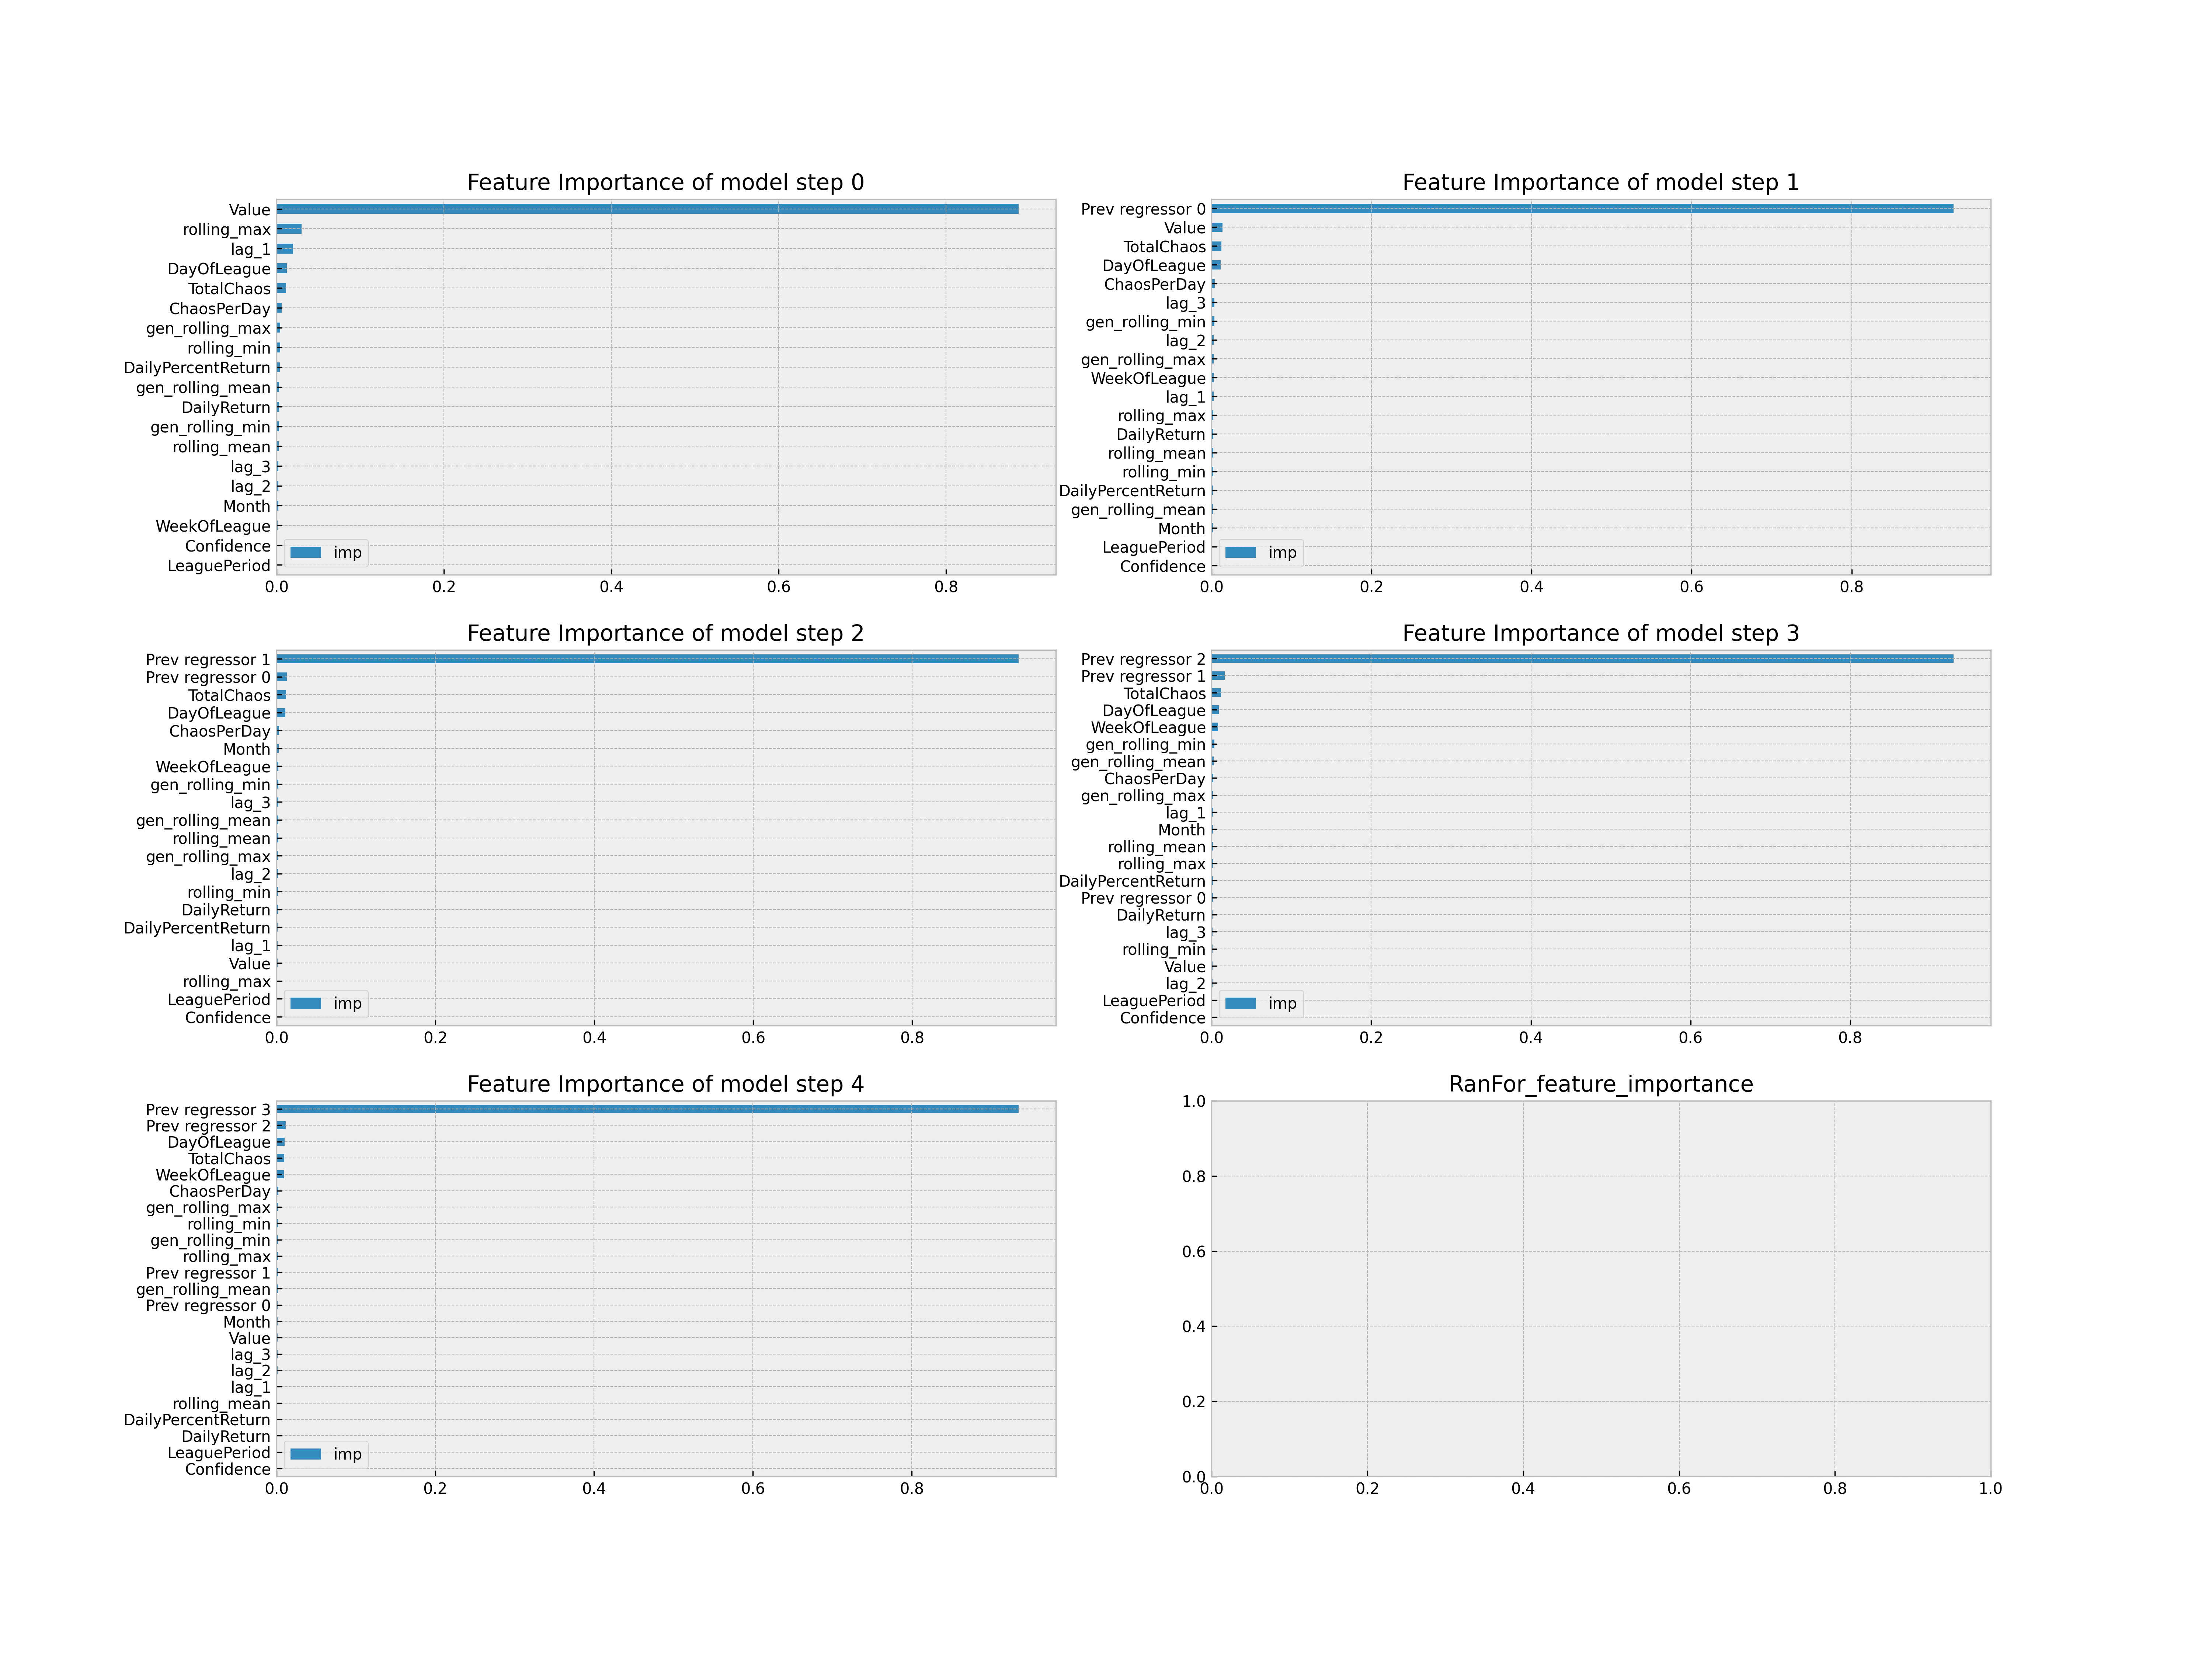 Feature Importance of model step 0
Value
rolling_max
lag_1
DayOfLeague
TotalChaos
ChaosPerDay
gen_rolling_max
rolling_min
DailyPercentReturn
gen_rolling_mean
DailyReturn
gen_rolling_min
rolling_mean
lag_3
lag_2
Month
WeekOfLeague
Confidence
LeaguePeriod
imp
0.0 0.2 0.4 0.6 0.8
Feature Importance of model step 1
Prev regressor 0
Value
TotalChaos
DayOfLeague
ChaosPerDay
lag_3
gen_rolling_min
lag_2
gen_rolling_max
WeekOfLeague
lag_1
rolling_max
DailyReturn
rolling_mean
rolling_min
DailyPercentReturn
gen_rolling_mean
Month
LeaguePeriod
Confidence
imp
0.0 0.2 0.4 0.6 0.8
Feature Importance of model step 2
Prev regressor 1
Prev regressor 0
TotalChaos
DayOfLeague
ChaosPerDay
Month
WeekOfLeague
gen_rolling_min
lag_3
gen_rolling_mean
rolling_mean
gen_rolling_max
lag_2
rolling_min
DailyReturn
DailyPercentReturn
lag_1
Value
rolling_max
LeaguePeriod
Confidence
imp
0.0 0.2 0.4 0.6 0.8
Feature Importance of model step 3
Prev regressor 2
Prev regressor 1
TotalChaos
DayOfLeague
WeekOfLeague
gen_rolling_min
gen_rolling_mean
ChaosPerDay
gen_rolling_max
lag_1
Month
rolling_mean
rolling_max
DailyPercentReturn
Prev regressor 0
DailyReturn
lag_3
rolling_min
Value
lag_2
LeaguePeriod
Confidence
imp
0.0 0.2 0.4 0.6 0.8
Feature Importance of model step 4
Prev regressor 3
Prev regressor 2
DayOfLeague
TotalChaos
WeekOfLeague
ChaosPerDay
gen_rolling_max
rolling_min
gen_rolling_min
rolling_max
Prev regressor 1
gen_rolling_mean
Prev regressor 0
Month
Value
lag_3
lag_2
lag_1
rolling_mean
DailyPercentReturn
DailyReturn
LeaguePeriod
Confidence
imp
0.0 0.2 0.4 0.6 0.8
RanFor_feature_importance
1.0
0.8
0.6
0.4
0.2
0.0
0.0 0.2 0.4 0.6 0.8 1.0